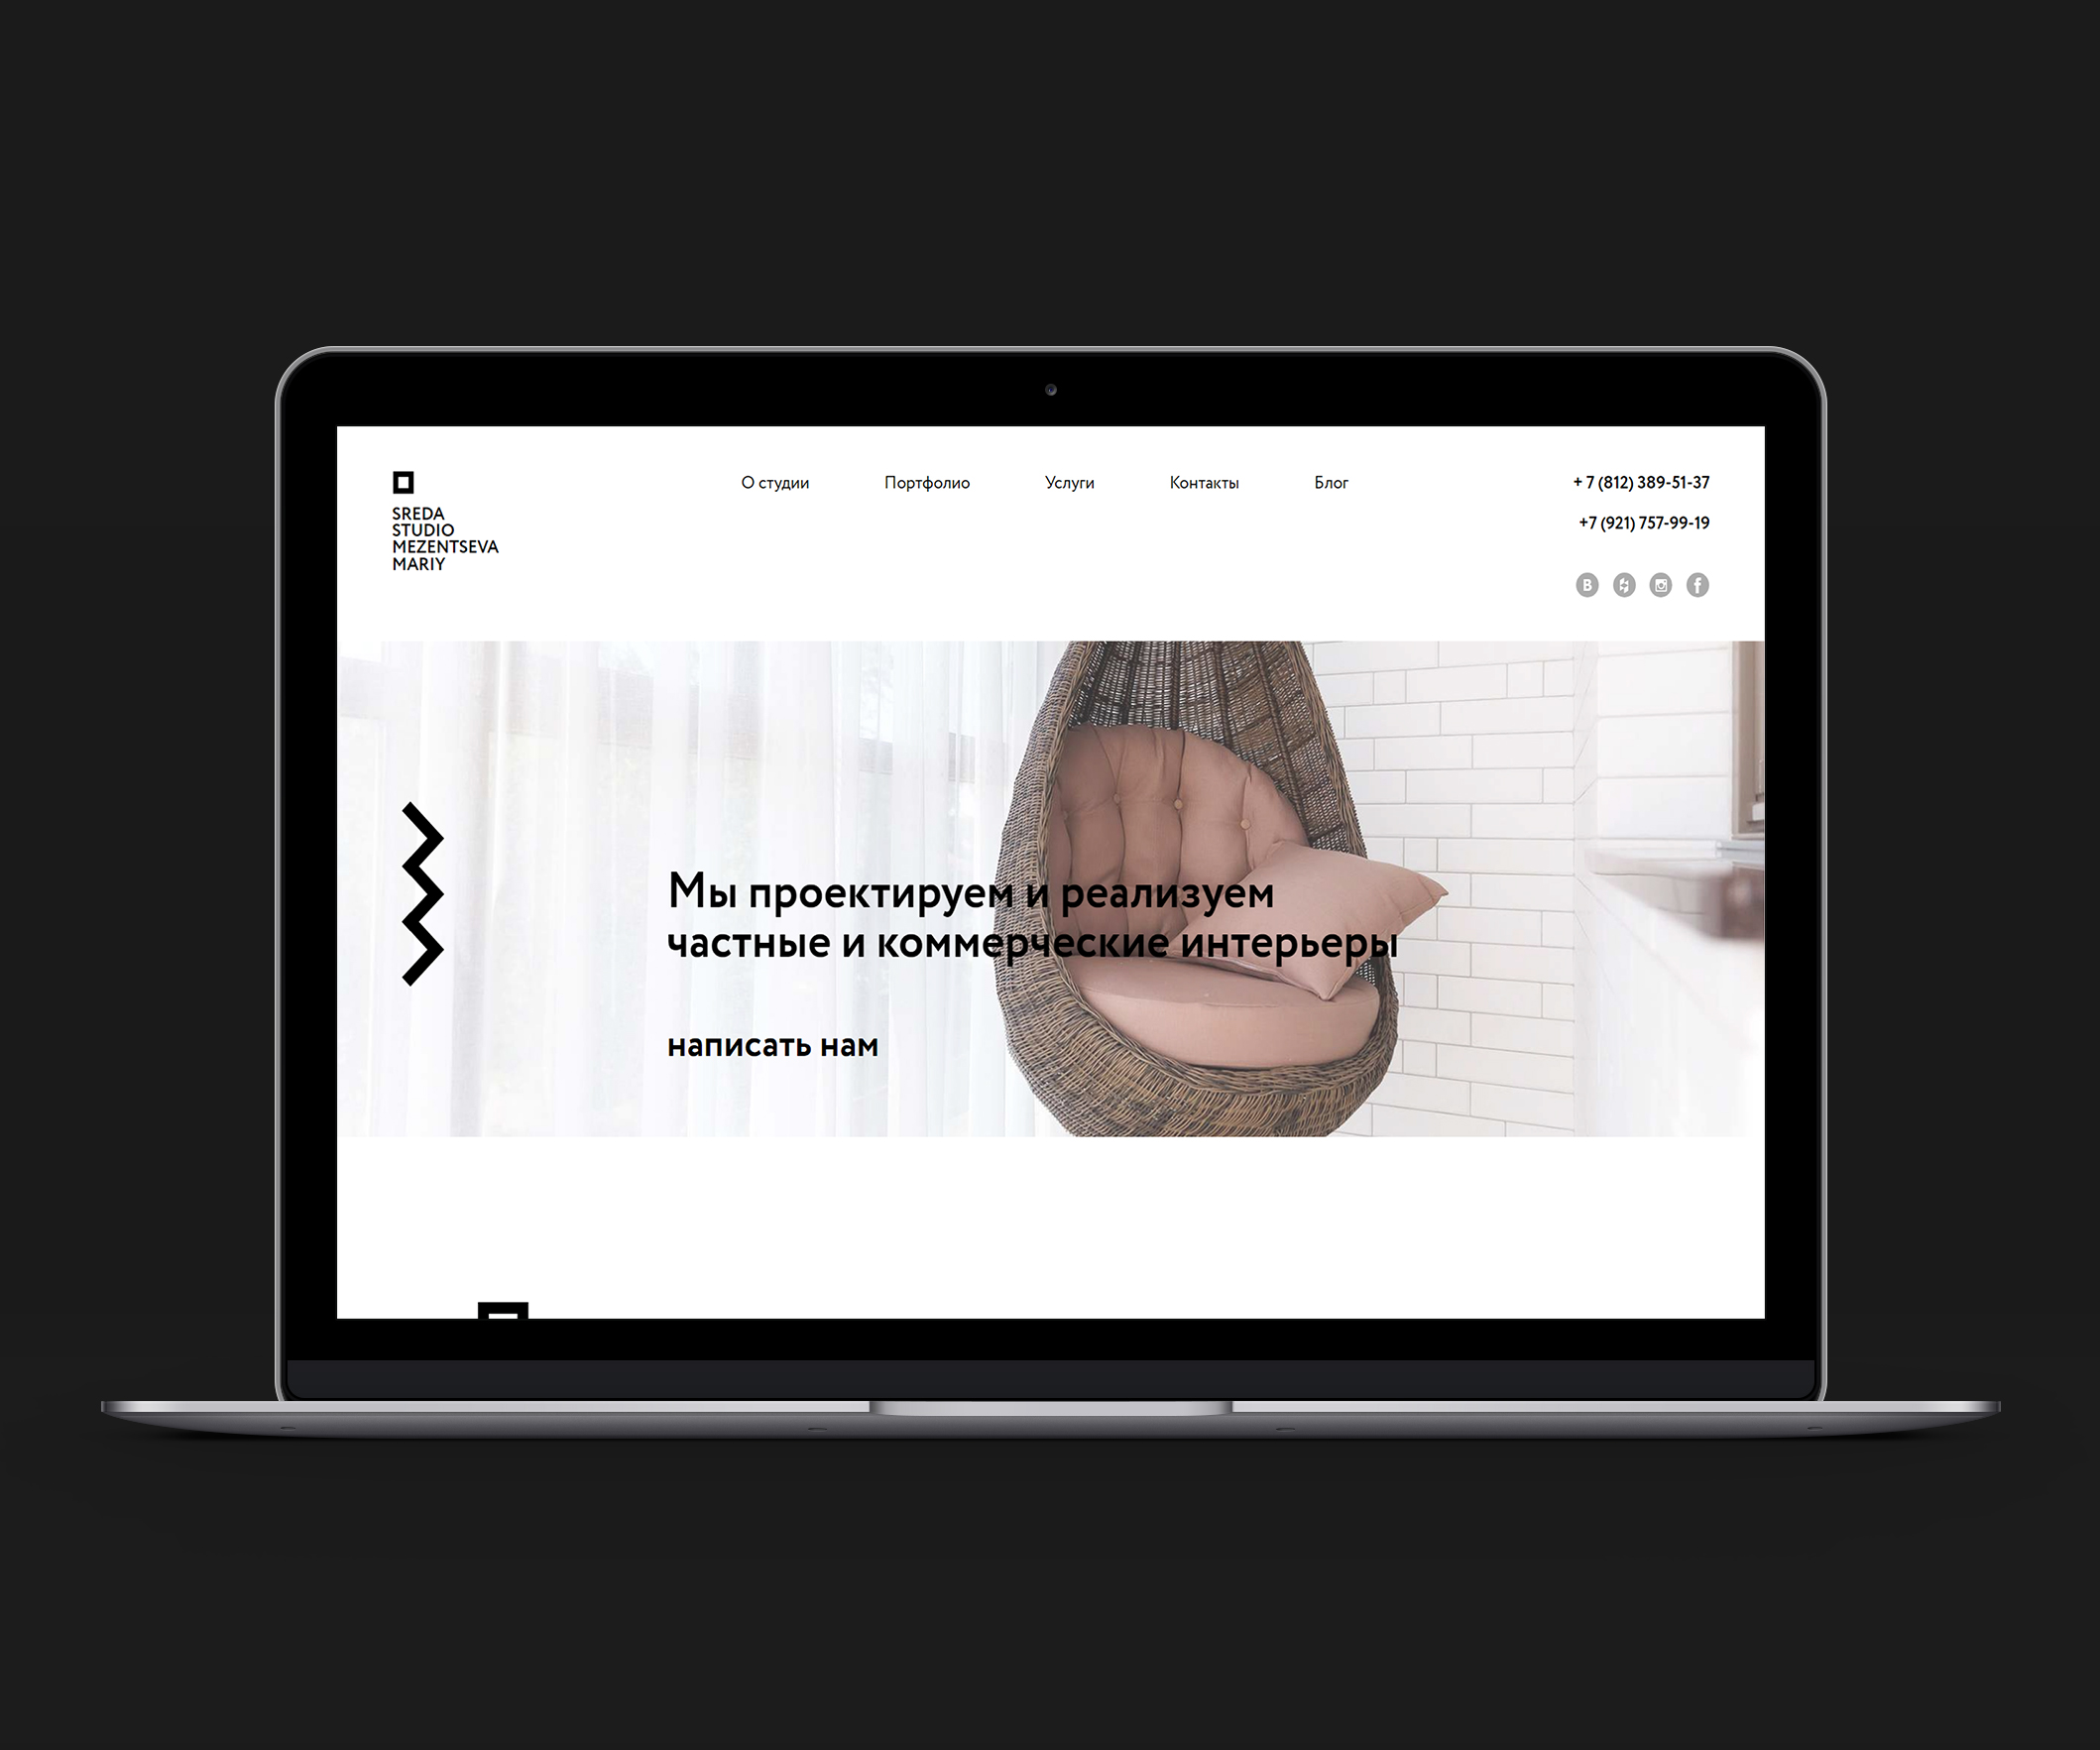 SREDA
STUDIO
MEZENTSEVA
MARIY
О студии Портфолио Услуги Контакты Блог
+ 7 (812) 389-51-37
+7 (921) 757-99-19
Мы проектируем и реализуем
частные и коммерческие интерьеры
написать нам